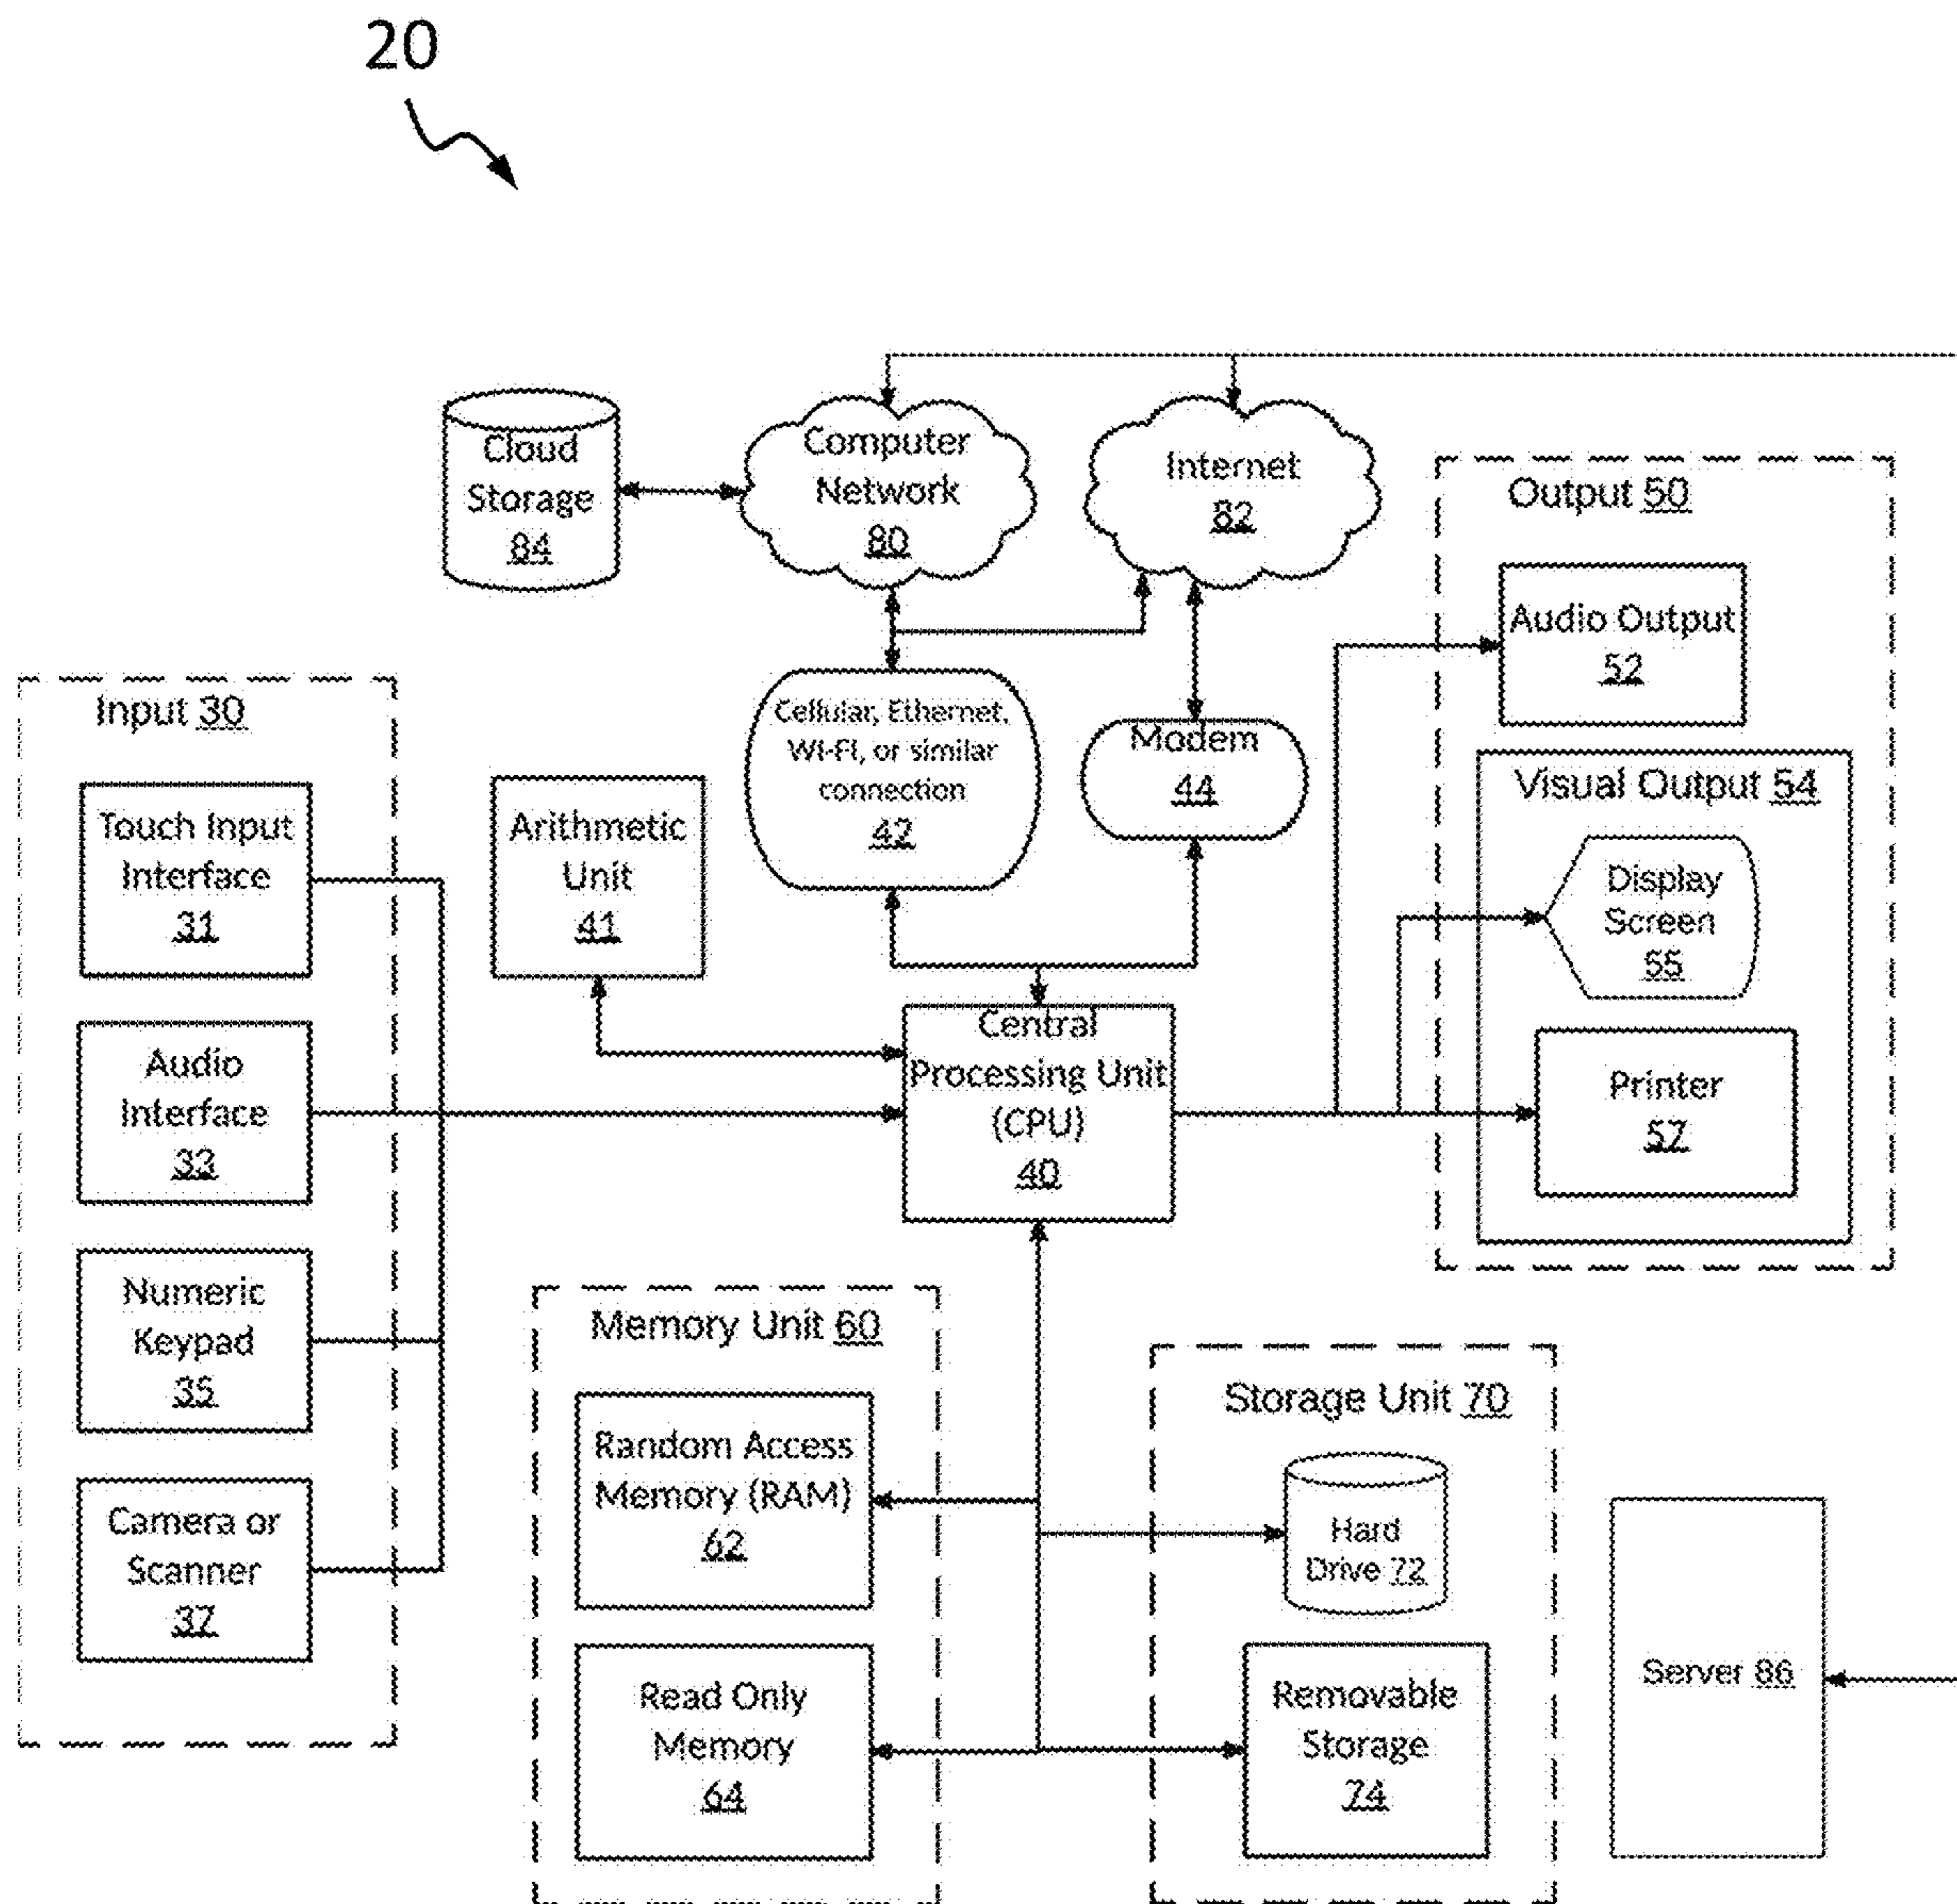 20
Cloud
Storage
84
Computer
Network
80
Internet
82
Output 50
Audio Output
52
Visual Output 54
Display
Screen
55
Printer
57
Input 30
Touch Input
Interface
31
Audio
Interface
33
Numeric
Keypad
35
Camera or
Scanner
37
Arithmetic
Unit
41
Cellular, Ethernet,
WI-FI, or similar
connection
42
Modem
44
Central
Processing Unit
(CPU)
40
Memory Unit 60
Random Access
Memory (RAM)
62
Read Only
Memory
64
Storage Unit 70
Hard
Drive 72
Removable
Storage
74
Server 86